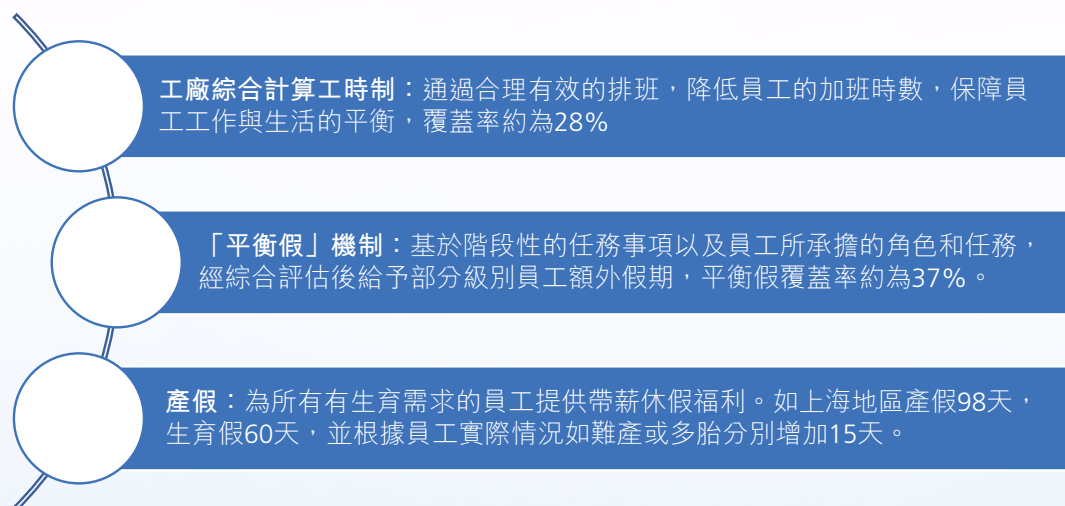 工廠綜合計算工時制：通過合理有效的排班，降低員工的加班時數，保障員
工工作與生活的平衡，覆蓋率約為28%
「平衡假」機制：基於階段性的任務事項以及員工所承擔的角色和任務，
經綜合評估後給予部分級別員工額外假期，平衡假覆蓋率約為37%。
產假：為所有有生育需求的員工提供帶薪休假福利。如上海地區產假98天，
生育假60天，並根據員工實際情況如難產或多胎分別增加15天。